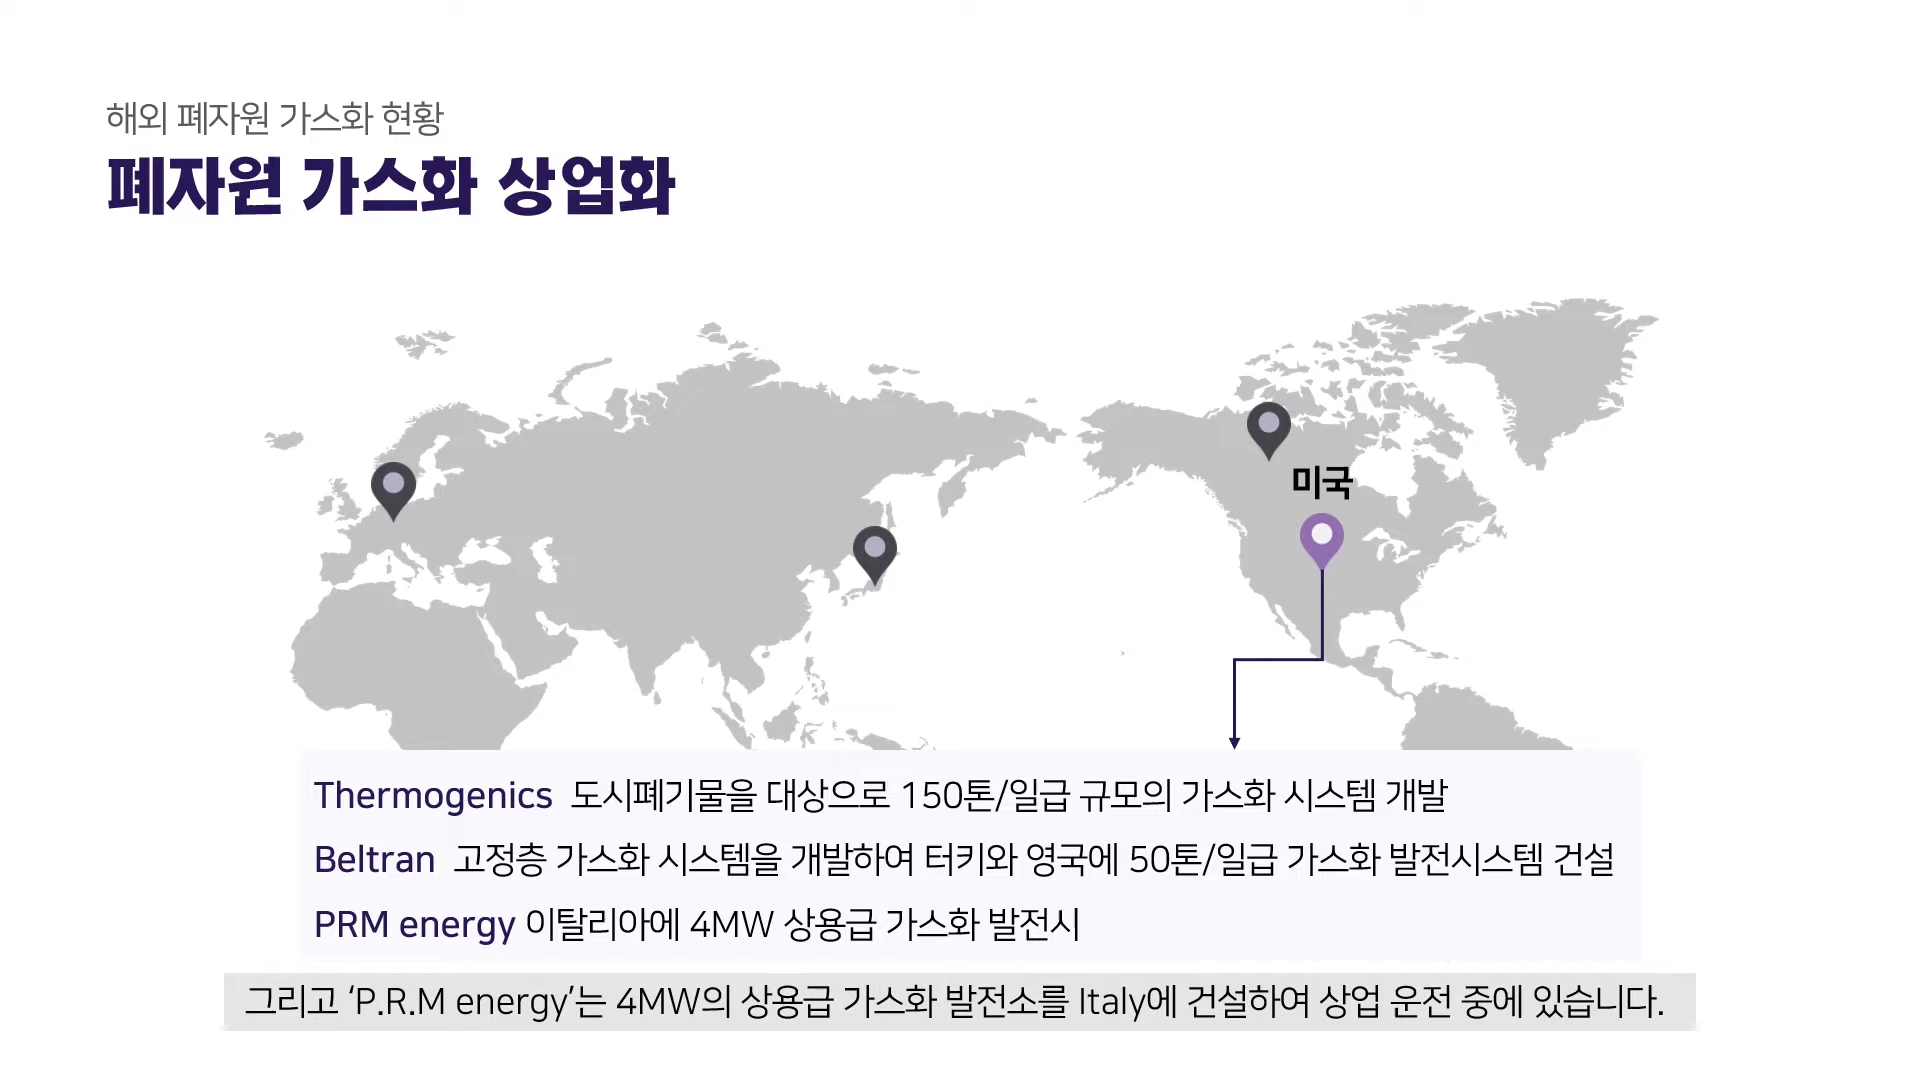 해외 폐자원 가스화 현황
폐자원 가스화 상업화
미국
Thermogenics 도시폐기물을 대상으로 150톤/일급 규모의 가스화 시스템 개발
Beltran 고정층 가스화 시스템을 개발하여 터키와 영국에 50톤/일급 가스화 발전시스템 건설
PRM energy 이탈리아에 4MW 상용급 가스화 발전시
그리고 ‘P.R.M energy’는 4MW의 상용급 가스화 발전소를 Italy에 건설하여 상업 운전 중에 있습니다.